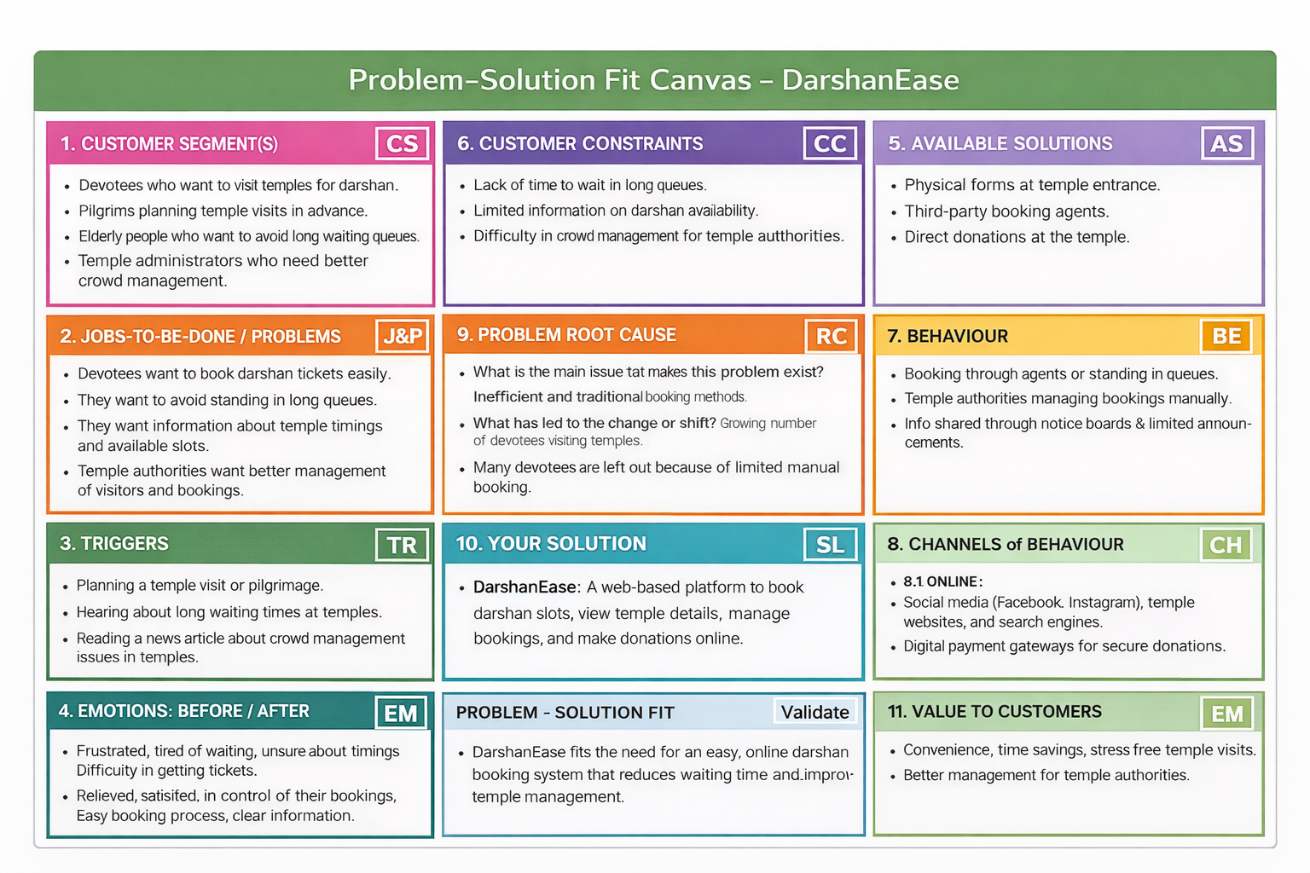 Problem-Solution Fit Canvas – DarshanEase
1. CUSTOMER SEGMENT(S) CS
• Devotees who want to visit temples for darshan.
• Pilgrims planning temple visits in advance.
• Elderly people who want to avoid long waiting queues.
• Temple administrators who need better
crowd management.
6. CUSTOMER CONSTRAINTS CC
• Lack of time to wait in long queues.
• Limited information on darshan availability.
• Difficulty in crowd management for temple autthorities.
5. AVAILABLE SOLUTIONS AS
• Physical forms at temple entrance.
• Third-party booking agents.
• Direct donations at the temple.
2. JOBS-TO-BE-DONE / PROBLEMS J&P
• Devotees want to book darshan tickets easily.
• They want to avoid standing in long queues.
• They want information about temple timings
and available slots.
• Temple authorities want better management
of visitors and bookings.
9. PROBLEM ROOT CAUSE RC
• What is the main issue tat makes this problem exist?
Inefficient and traditional booking methods.
• What has led to the change or shift? Growing number
of devotees visiting temples.
• Many devotees are left out because of limited manual
booking.
7. BEHAVIOUR BE
• Booking through agents or standing in queues.
• Temple authorities managing bookings manually.
• Info shared through notice boards & limited announ-
cements.
3. TRIGGERS TR
• Planning a temple visit or pilgrimage.
• Hearing about long waiting times at temples.
• Reading a news article about crowd management
issues in temples.
10. YOUR SOLUTION SL
• DarshanEase: A web-based platform to book
darshan slots, view temple details, manage
bookings, and make donations online.
8. CHANNELS of BEHAVIOUR CH
• 8.1 ONLINE:
• Social media (Facebook. Instagram), temple
websites, and search engines.
• Digital payment gateways for secure donations.
4. EMOTIONS: BEFORE / AFTER EM
• Frustrated, tired of waiting, unsure about timings
Difficulty in getting tickets.
• Relieved, satisited, in control of their bookings,
Easy booking process, clear information.
PROBLEM - SOLUTION FIT Validate
• DarshanEase fits the need for an easy, online darshan
booking system that reduces waiting time and.improv-
temple management.
11. VALUE TO CUSTOMERS EM
• Convenience, time savings, stress free temple visits.
• Better management for temple authorities.